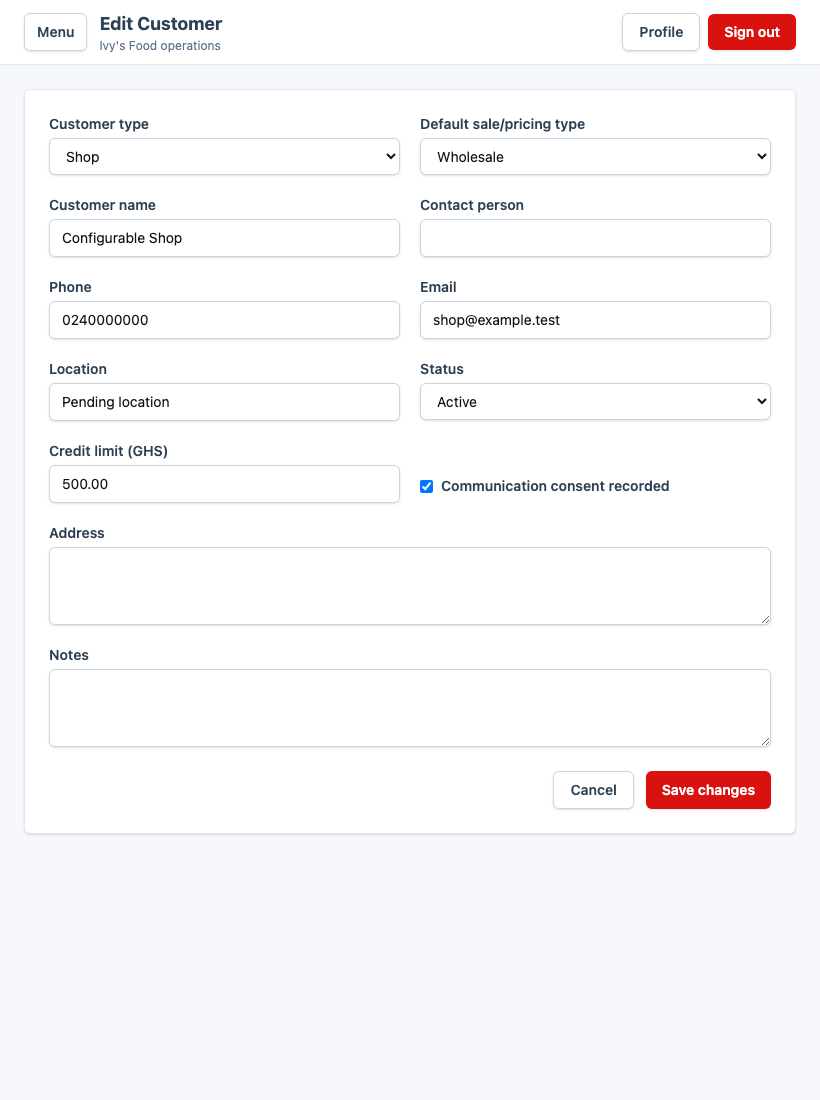 Menu
Edit Customer
Ivy's Food operations
Profile
Sign out
Customer type
Default sale/pricing type
Shop
Wholesale
Customer name
Contact person
Configurable Shop
Phone
Email
0240000000
shop@example.test
Location
Status
Pending location
Active
Credit limit (GHS)
500.00
Communication consent recorded
Address
Notes
Cancel
Save changes